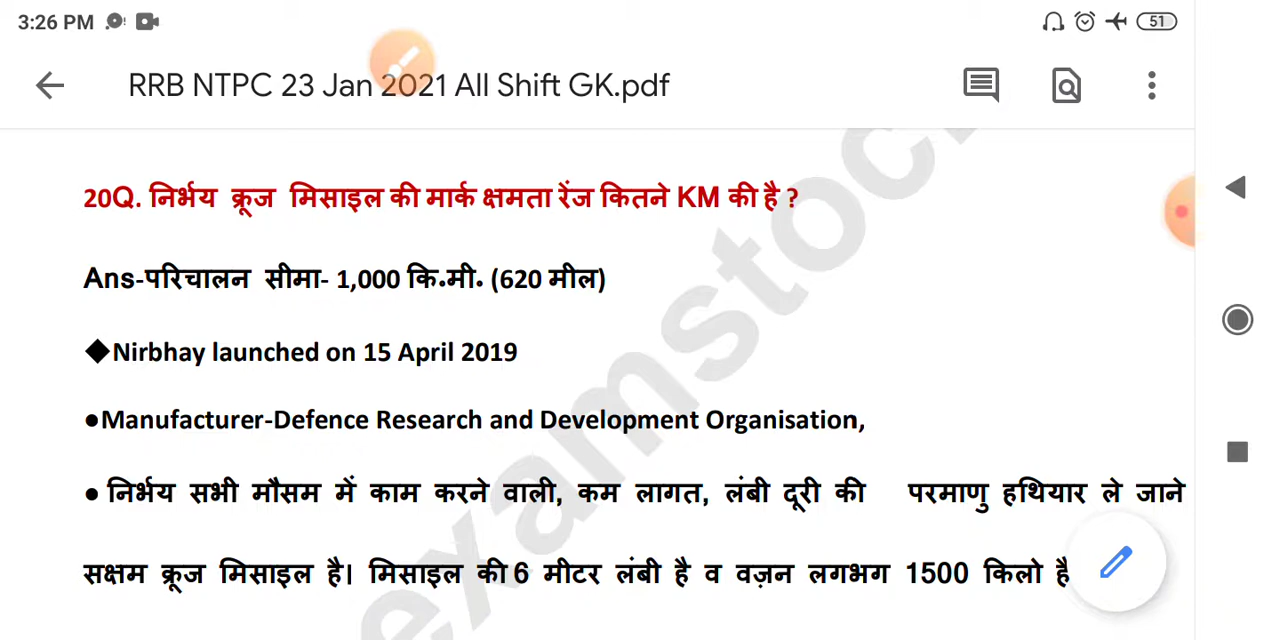 3:26 PM 51
RRB NTPC 23 Jan 2021 All Shift GK.pdf
20Q. निर्भय क्रूज मिसाइल की मार्क क्षमता रेंज कितने KM की है ?
Ans-परिचालन सीमा- 1,000 कि.मी. (620 मील)
◆Nirbhay launched on 15 April 2019
●Manufacturer-Defence Research and Development Organisation,
● निर्भय सभी मौसम में काम करने वाली, कम लागत, लंबी दूरी की परमाणु हथियार ले जाने
सक्षम क्रूज मिसाइल है। मिसाइल की 6 मीटर लंबी है व वज़न लगभग 1500 किलो है
examstoc